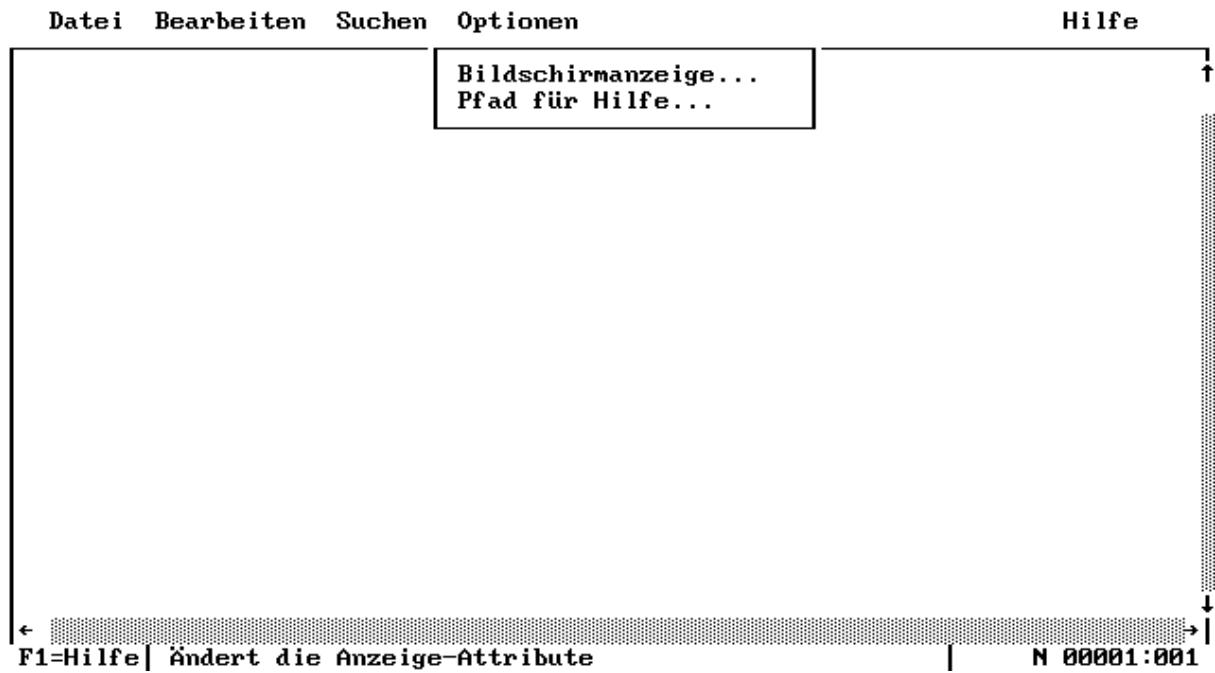 Datei Bearbeiten Suchen Optionen Hilfe
Bildschirmanzeige...
Pfad für Hilfe...
F1=Hilfe| Ändert die Anzeige-Attribute | N 00001:001